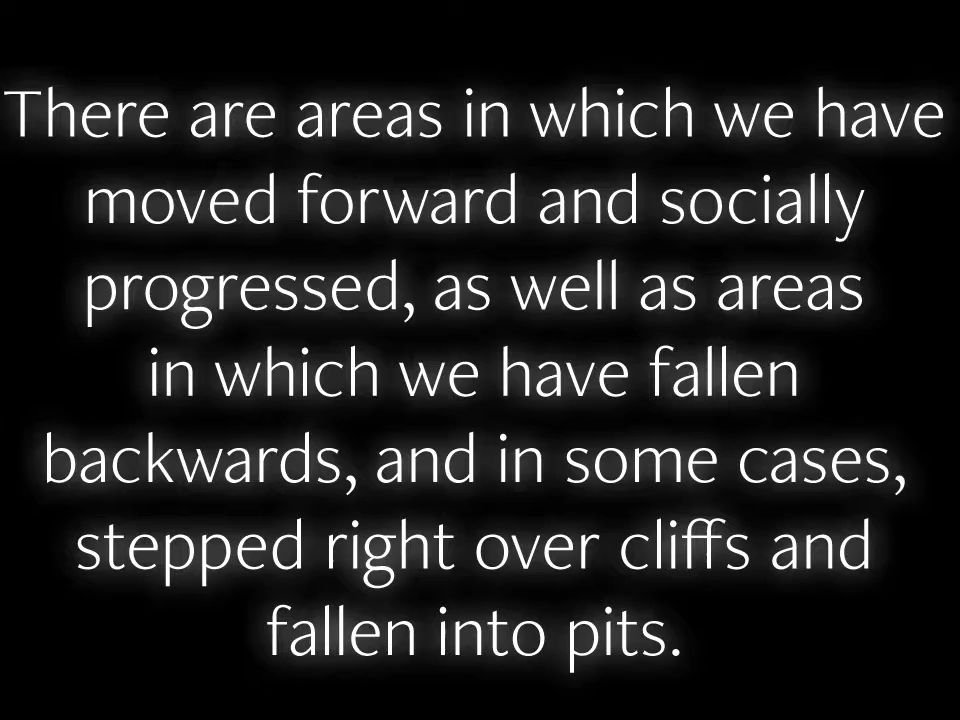 There are areas in which we have
moved forward and socially
progressed, as well as areas
in which we have fallen
backwards, and in some cases,
stepped right over cliffs and
fallen into pits.